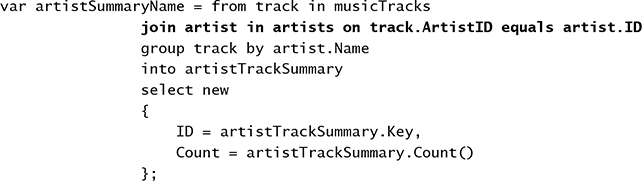 var artistSummaryName = from track in musicTracks
join artist in artists on track.ArtistID equals artist.ID
group track by artist.Name
into artistTrackSummary
select new
{
ID = artistTrackSummary.Key,
Count = artistTrackSummary.Count()
};